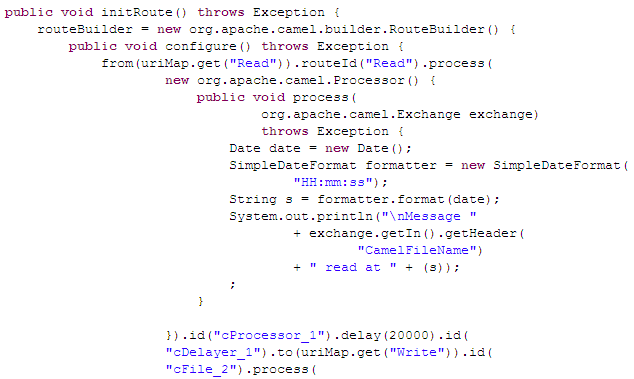 public void initRoute() throws Exception {
routeBuilder = new org.apache.camel.builder.RouteBuilder() {
public void configure() throws Exception {
from(uriMap.get("Read")).routeId("Read").process(
new org.apache.camel.Processor() {
public void process(
org.apache.camel.Exchange exchange)
throws Exception {
Date date = new Date();
SimpleDateFormat formatter = new SimpleDateFormat(
"HH:mm:ss");
String s = formatter.format(date);
System.out.println("\nMessage "
+ exchange.getIn().getHeader(
"CamelFileName")
+ " read at " + (s));
;
}
}).id("cProcessor_1").delay(20000).id(
"cDelayer_1").to(uriMap.get("Write")).id(
"cFile_2").process(